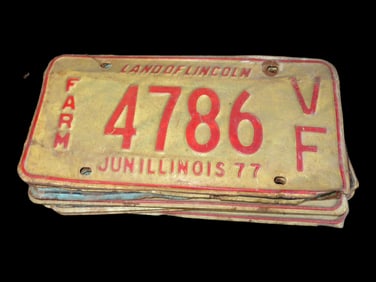 LAND OF LINCOLN
FARM
4786
VF
JUN ILLINOIS 77